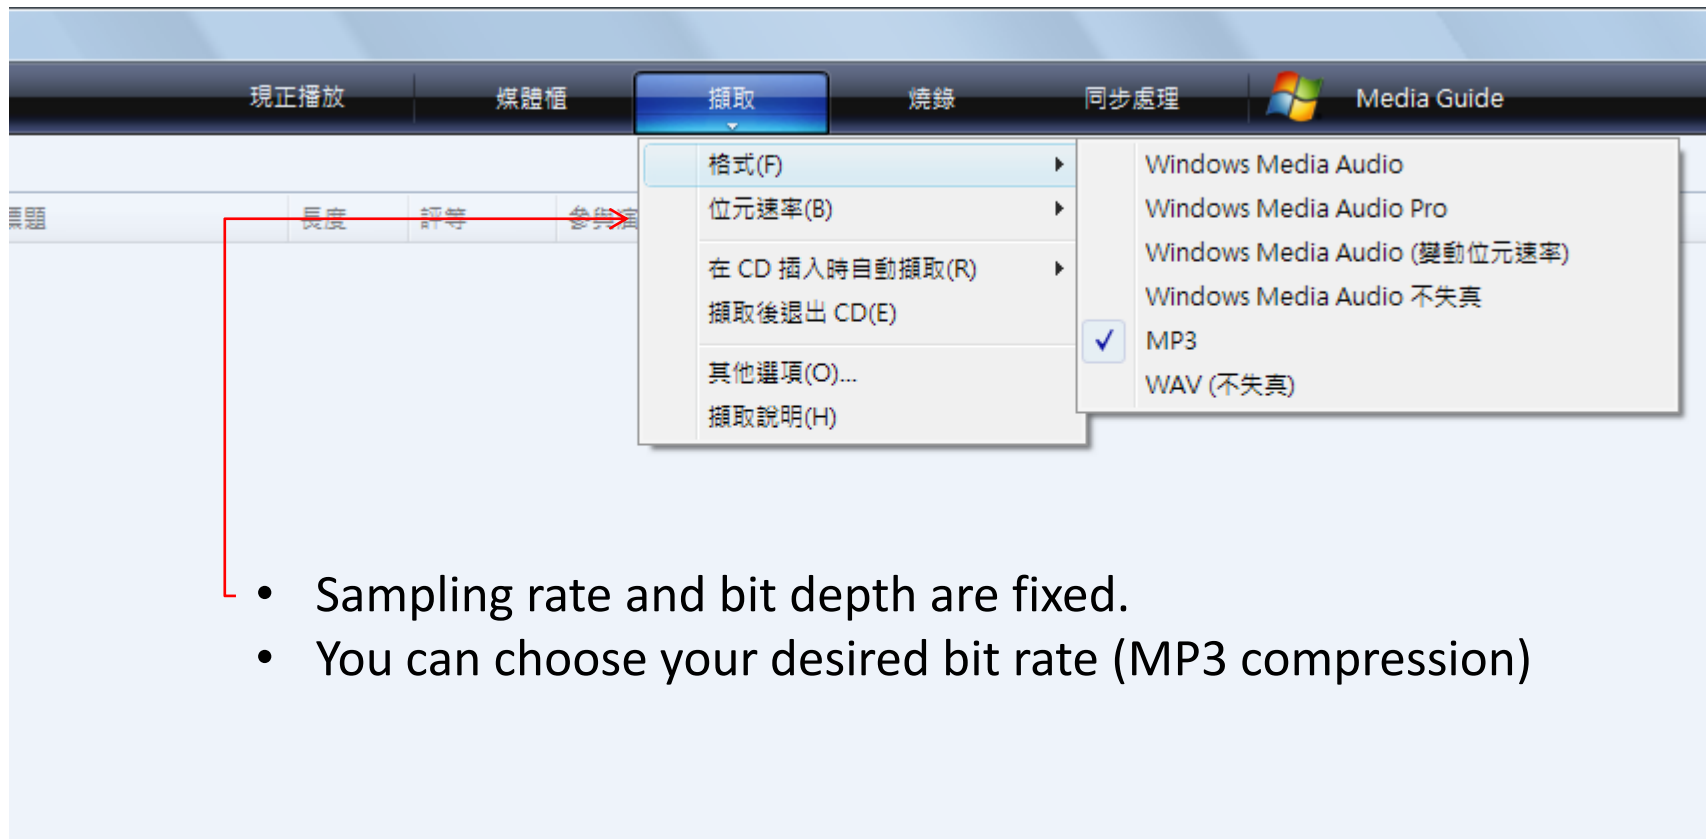 現正播放 媒體櫃 擷取 燒錄 同步處理 Media Guide
標題 長度 評等
格式(F)
位元速率(B)
在 CD 插入時自動擷取(R)
擷取後退出 CD(E)
其他選項(O)...
擷取說明(H)
Windows Media Audio
Windows Media Audio Pro
Windows Media Audio (變動位元速率)
Windows Media Audio 不失真
MP3
WAV (不失真)
• Sampling rate and bit depth are fixed.
• You can choose your desired bit rate (MP3 compression)